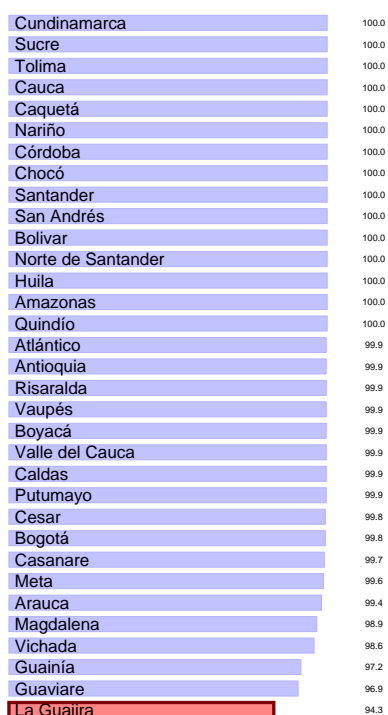 Cundinamarca 100.0
Sucre 100.0
Tolima 100.0
Cauca 100.0
Caquetá 100.0
Nariño 100.0
Córdoba 100.0
Chocó 100.0
Santander 100.0
San Andrés 100.0
Bolivar 100.0
Norte de Santander 100.0
Huila 100.0
Amazonas 100.0
Quindío 100.0
Atlántico 99.9
Antioquia 99.9
Risaralda 99.9
Vaupés 99.9
Boyacá 99.9
Valle del Cauca 99.9
Caldas 99.9
Putumayo 99.9
Cesar 99.8
Bogotá 99.8
Casanare 99.7
Meta 99.6
Arauca 99.4
Magdalena 98.9
Vichada 98.6
Guainía 97.2
Guaviare 96.9
La Guajira 94.3